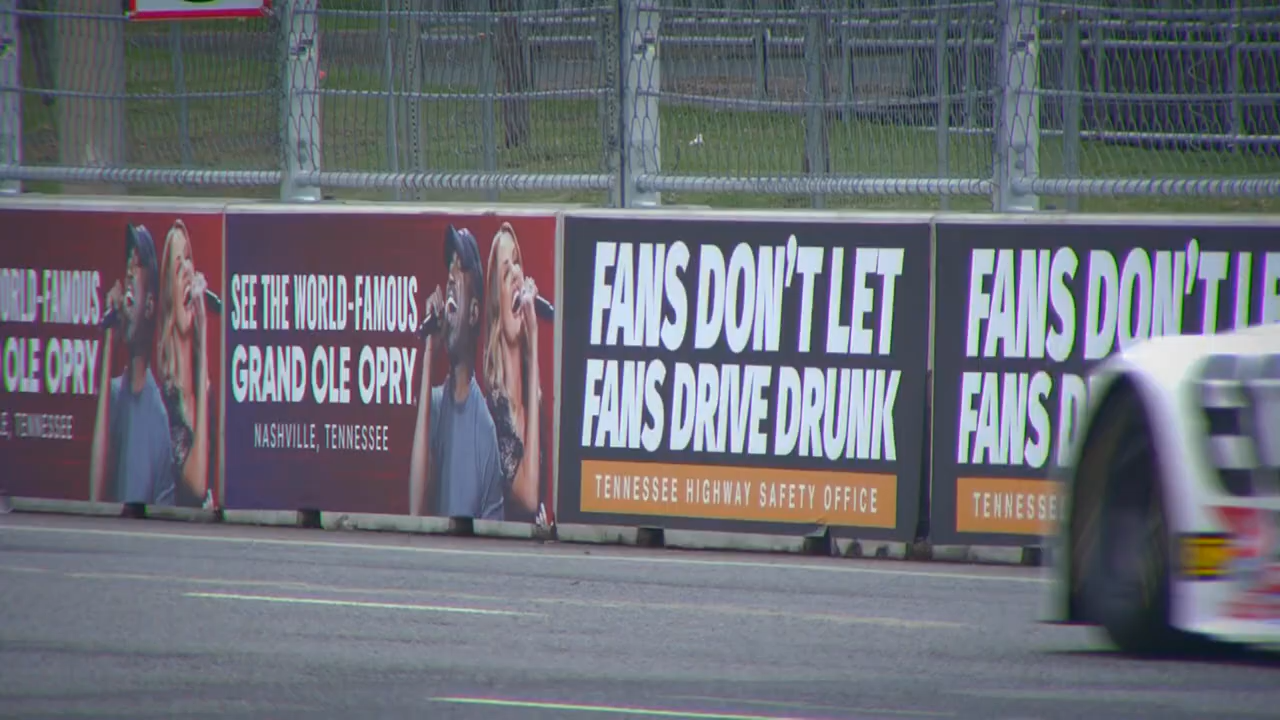 ORLD-FAMOUS
OLE OPRY
E, TENNESSEE
SEE THE WORLD-FAMOUS
GRAND OLE OPRY.
NASHVILLE, TENNESSEE
FANS DON'T LET
FANS DRIVE DRUNK
TENNESSEE HIGHWAY SAFETY OFFICE
FANS DON'T LE
FANS D
TENNESSE